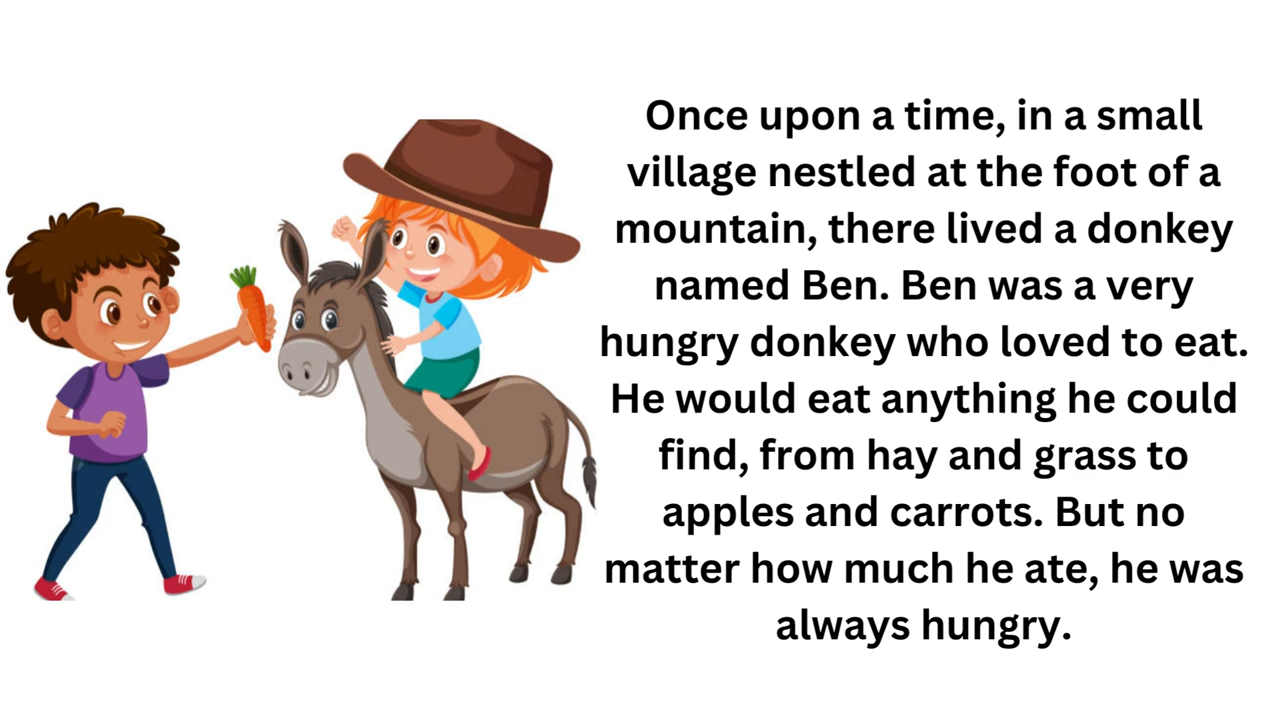 Once upon a time, in a small
village nestled at the foot of a
mountain, there lived a donkey
named Ben. Ben was a very
hungry donkey who loved to eat.
He would eat anything he could
find, from hay and grass to
apples and carrots. But no
matter how much he ate, he was
always hungry.